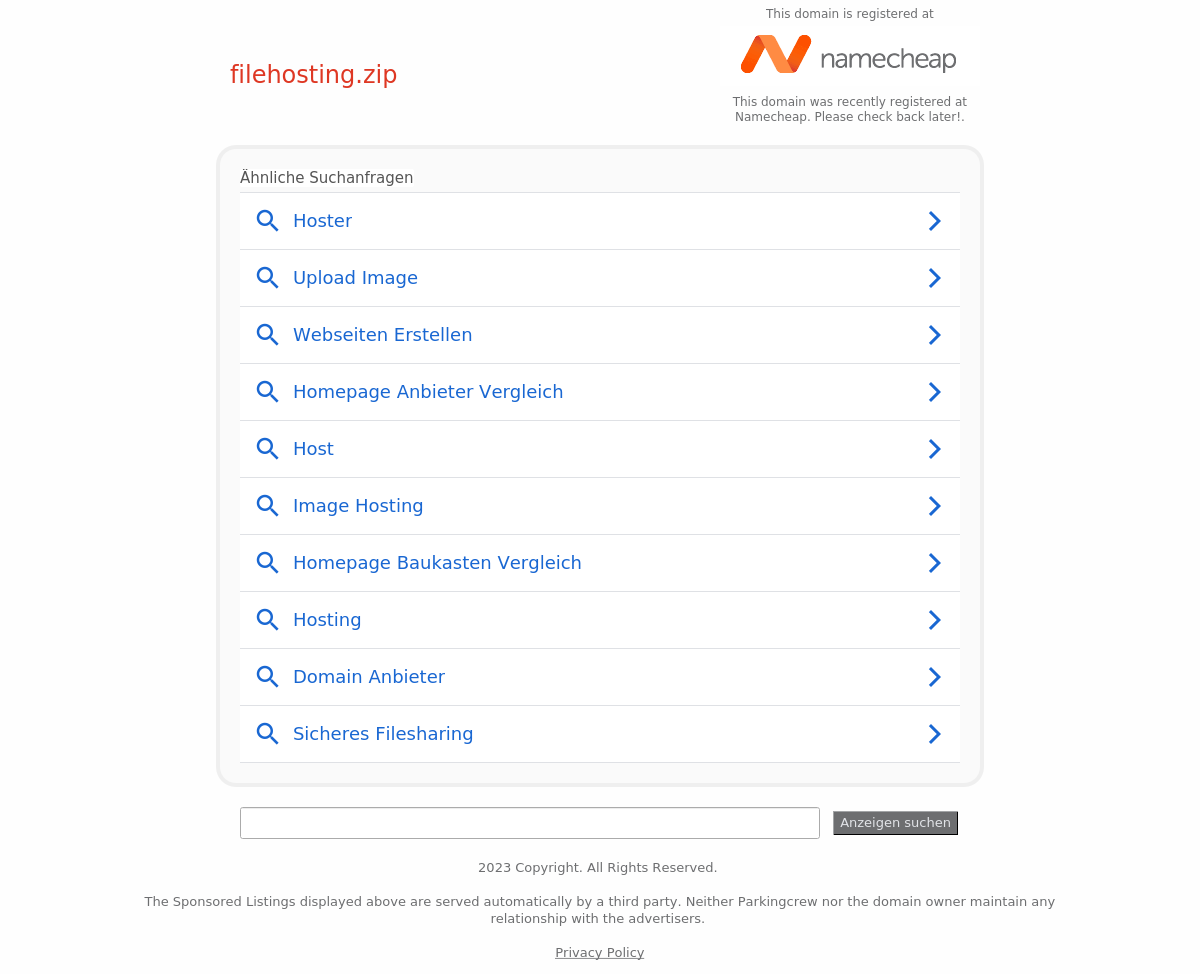 This domain is registered at
namecheap
filehosting.zip
This domain was recently registered at
Namecheap. Please check back later!.
Ähnliche Suchanfragen
Hoster
Upload Image
Webseiten Erstellen
Homepage Anbieter Vergleich
Host
Image Hosting
Homepage Baukasten Vergleich
Hosting
Domain Anbieter
Sicheres Filesharing
Anzeigen suchen
2023 Copyright. All Rights Reserved.
The Sponsored Listings displayed above are served automatically by a third party. Neither Parkingcrew nor the domain owner maintain any
relationship with the advertisers.
Privacy Policy